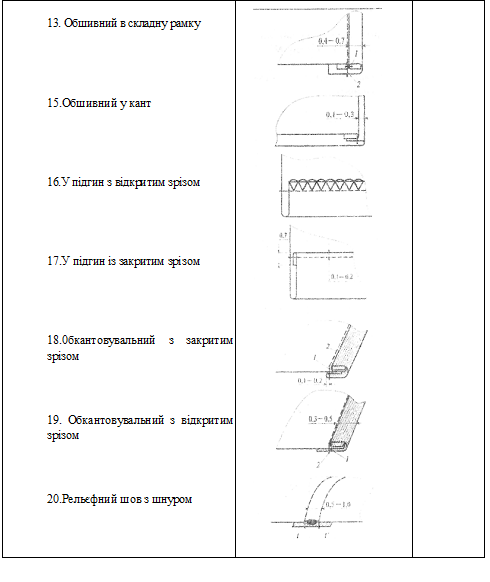 13. Обшивний в складну рамку
0,4－0,7
1
2
15.Обшивний у кант
0,1－0,3
16.У підгин з відкритим зрізом
17.У підгин із закритим зрізом
0,7
0,1－0,2
18.Обкантовувальний з закритим
зрізом
2
1
0,1－0,2
19. Обкантовувальний з відкритим
зрізом
0,3－0,5
2
1
20.Рельєфний шов з шнуром
0,5－1,0
1
1'